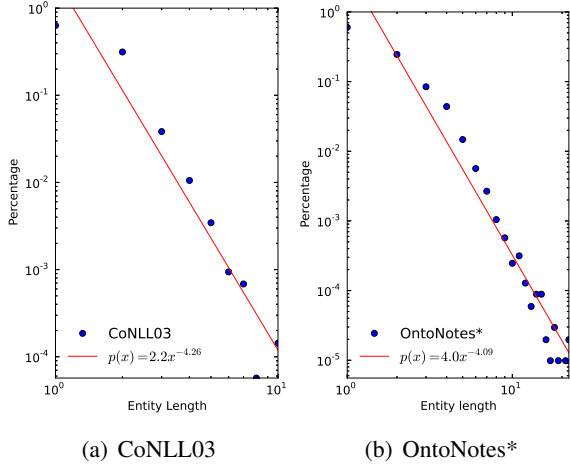 10^0
10^-1
10^-2
10^-3
10^-4
Percentage
CoNLL03
p(x)=2.2x^-4.26
10^0
10^1
Entity Length
(a) CoNLL03
10^0
10^-1
10^-2
10^-3
10^-4
10^-5
Percentage
OntoNotes*
p(x)=4.0x^-4.09
10^0
10^1
Entity length
(b) OntoNotes*